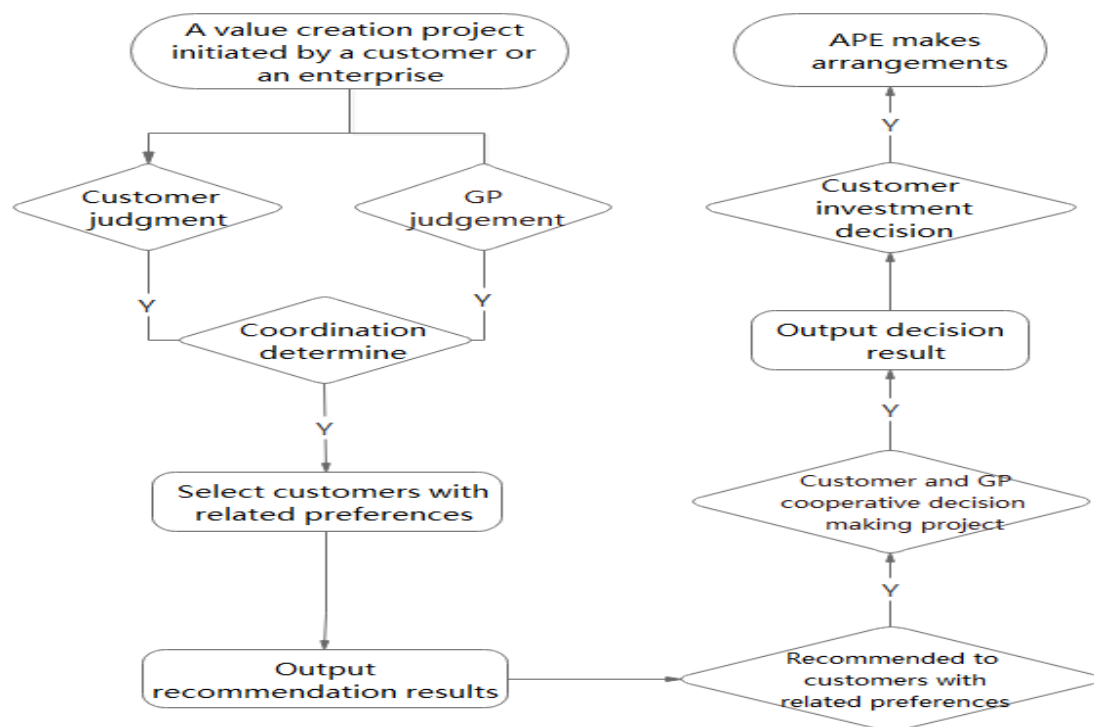 A value creation project
initiated by a customer or
an enterprise
Customer
judgment
GP
judgement
Y
Y
Coordination
determine
Y
Select customers with
related preferences
Output
recommendation results
Recommended to
customers with
related preferences
Y
Customer and GP
cooperative decision
making project
Y
Output decision
result
Customer
investment
decision
Y
APE makes
arrangements